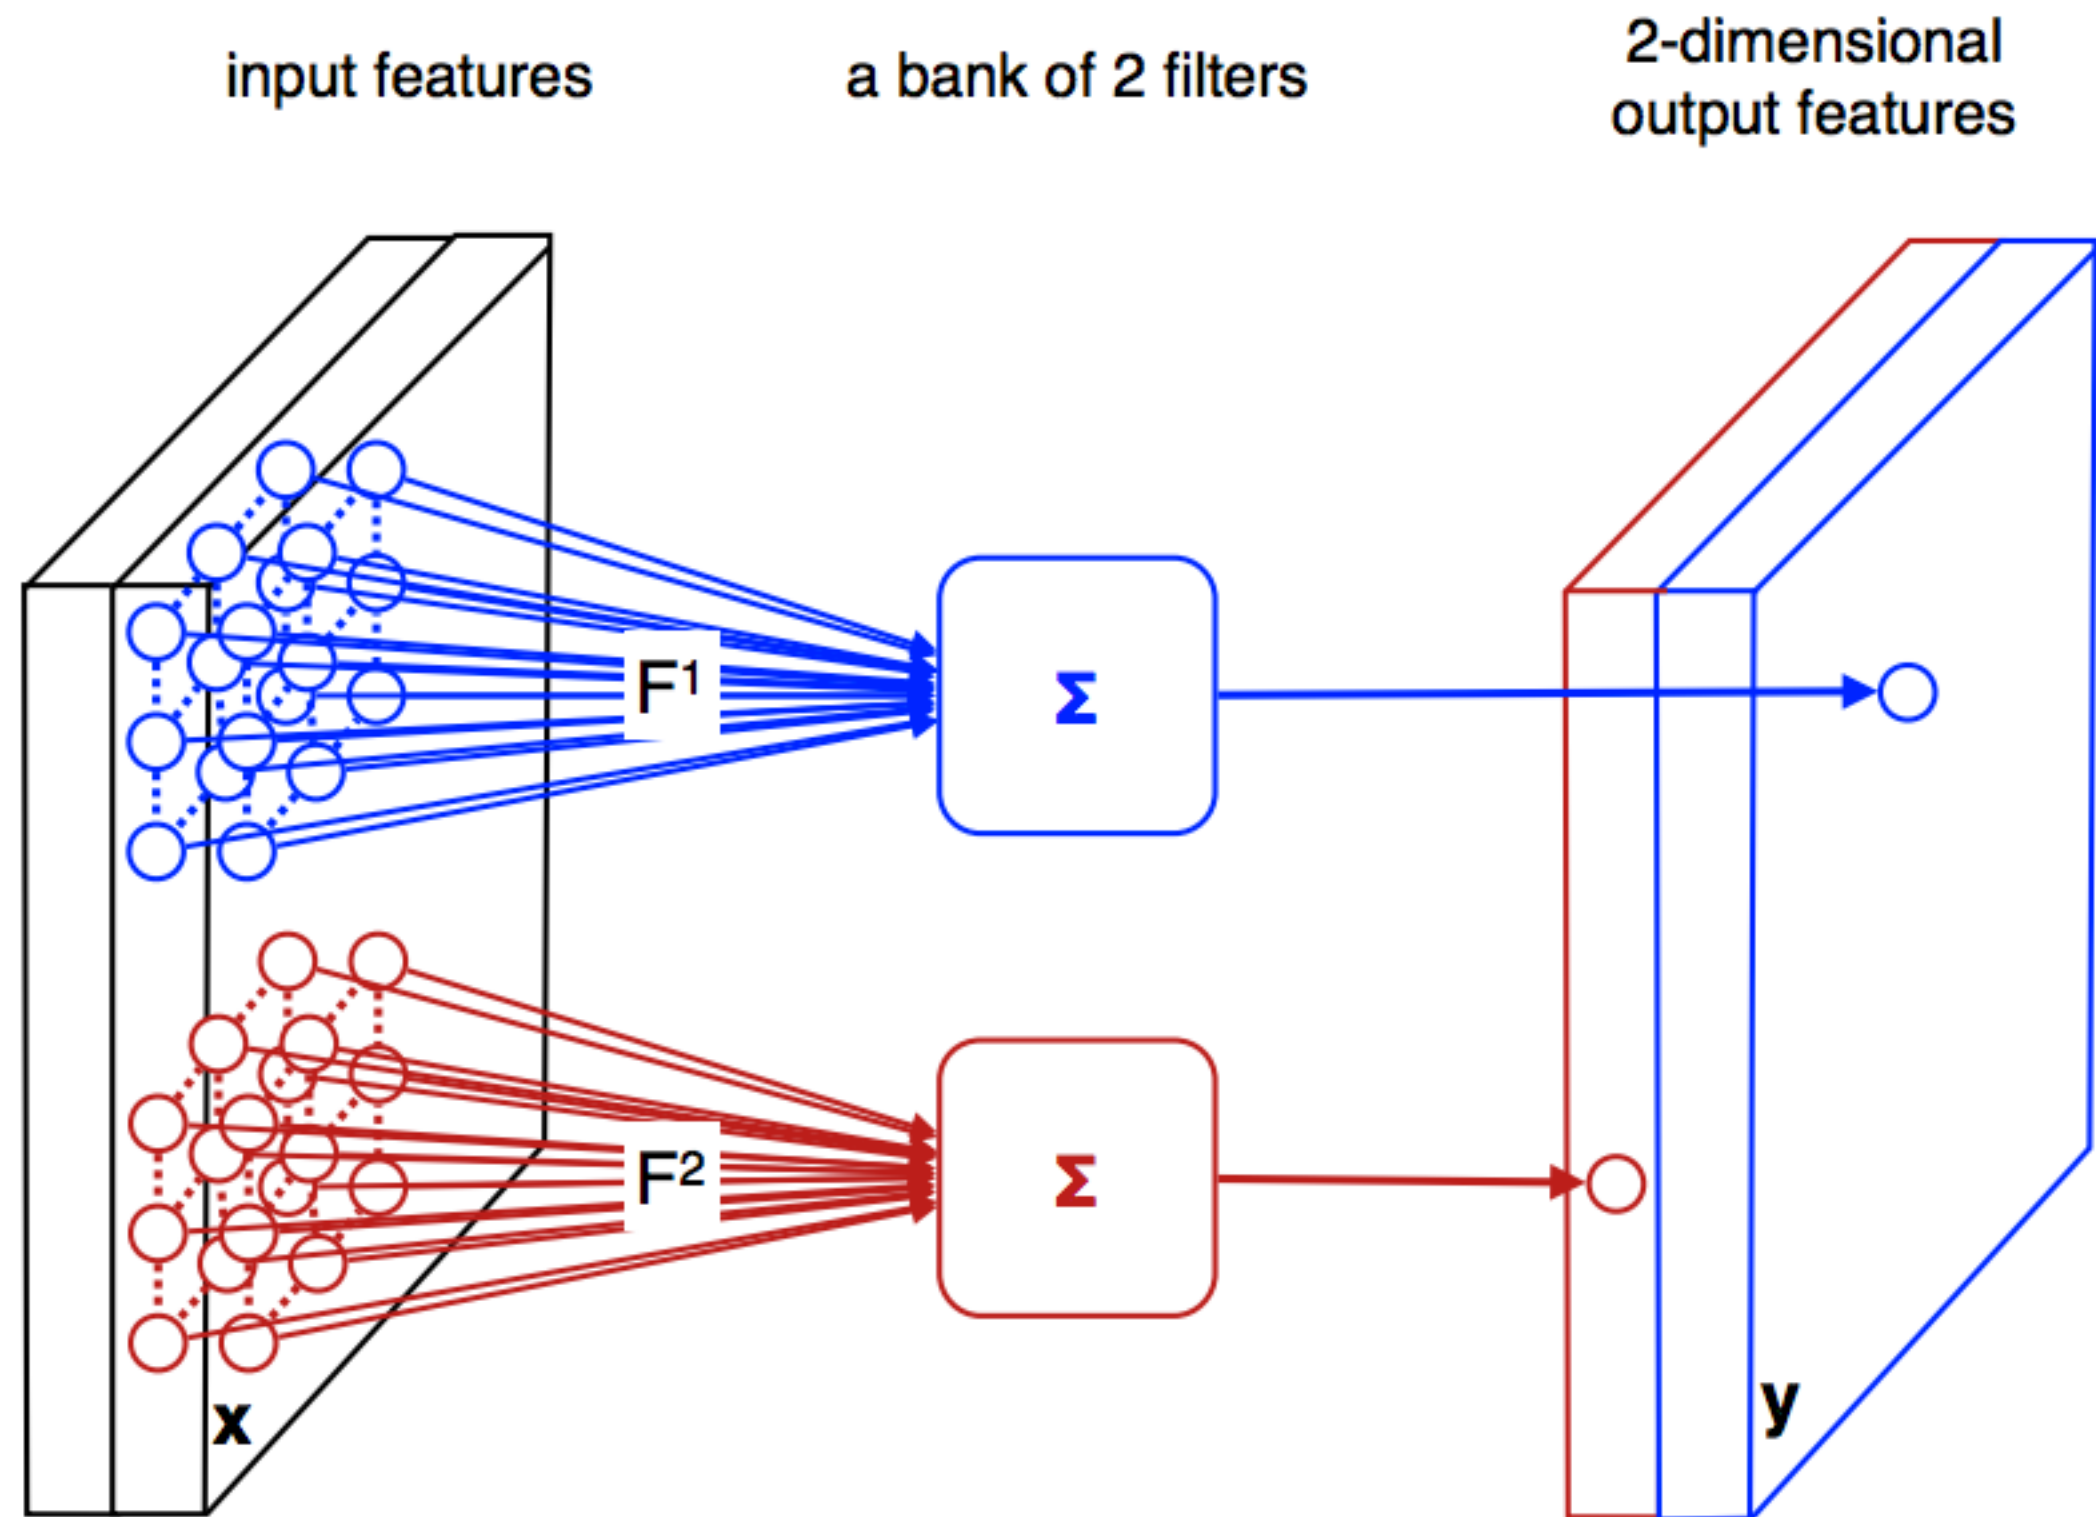 input features
a bank of 2 filters
2-dimensional
output features
F¹
Σ
F²
Σ
x
y